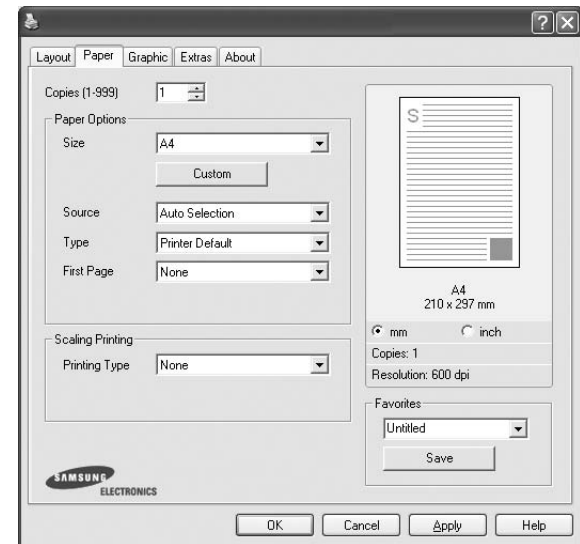 Layout Paper Graphic Extras About
Copies (1-999) 1
Paper Options
Size A4
Custom
Source Auto Selection
Type Printer Default
First Page None
Scaling Printing
Printing Type None
SAMSUNG
ELECTRONICS
S
A4
210 x 297 mm
mm inch
Copies: 1
Resolution: 600 dpi
Favorites
Untitled
Save
OK Cancel Apply Help